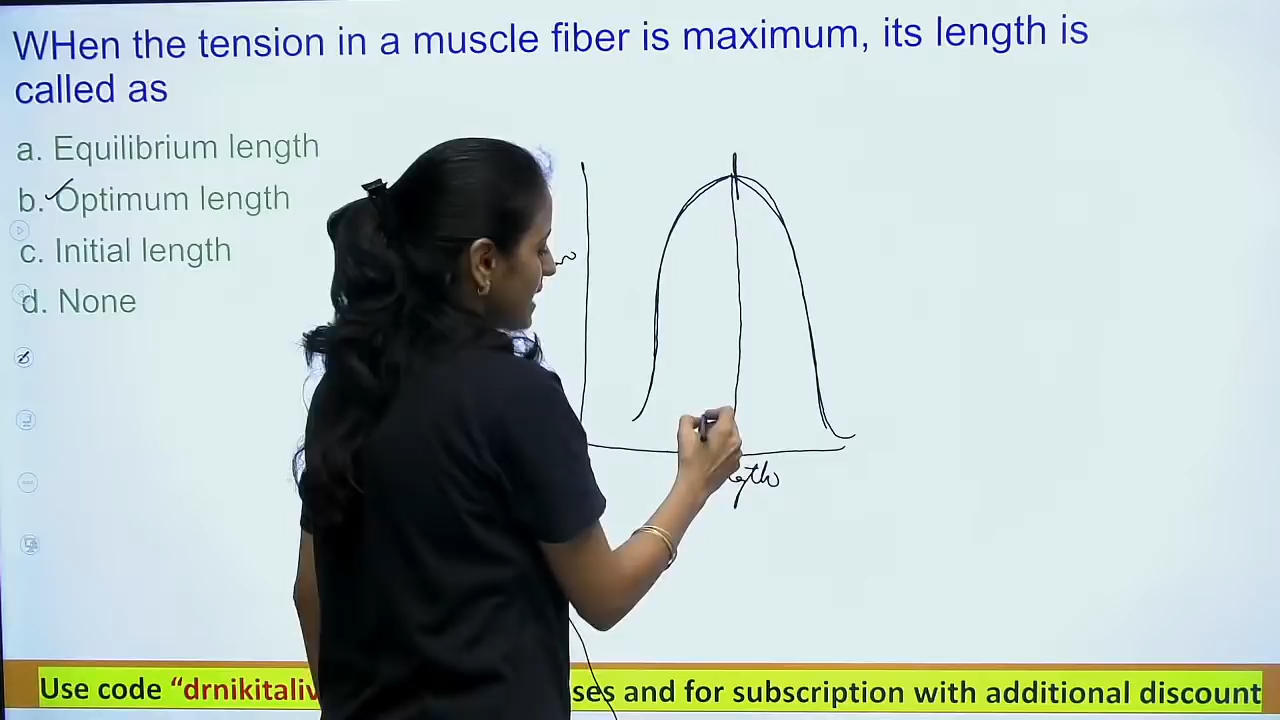 WHen the tension in a muscle fiber is maximum, its length is
called as
a. Equilibrium length
b. Optimum length
c. Initial length
d. None
Use code “drnikitaliv ses and for subscription with additional discount